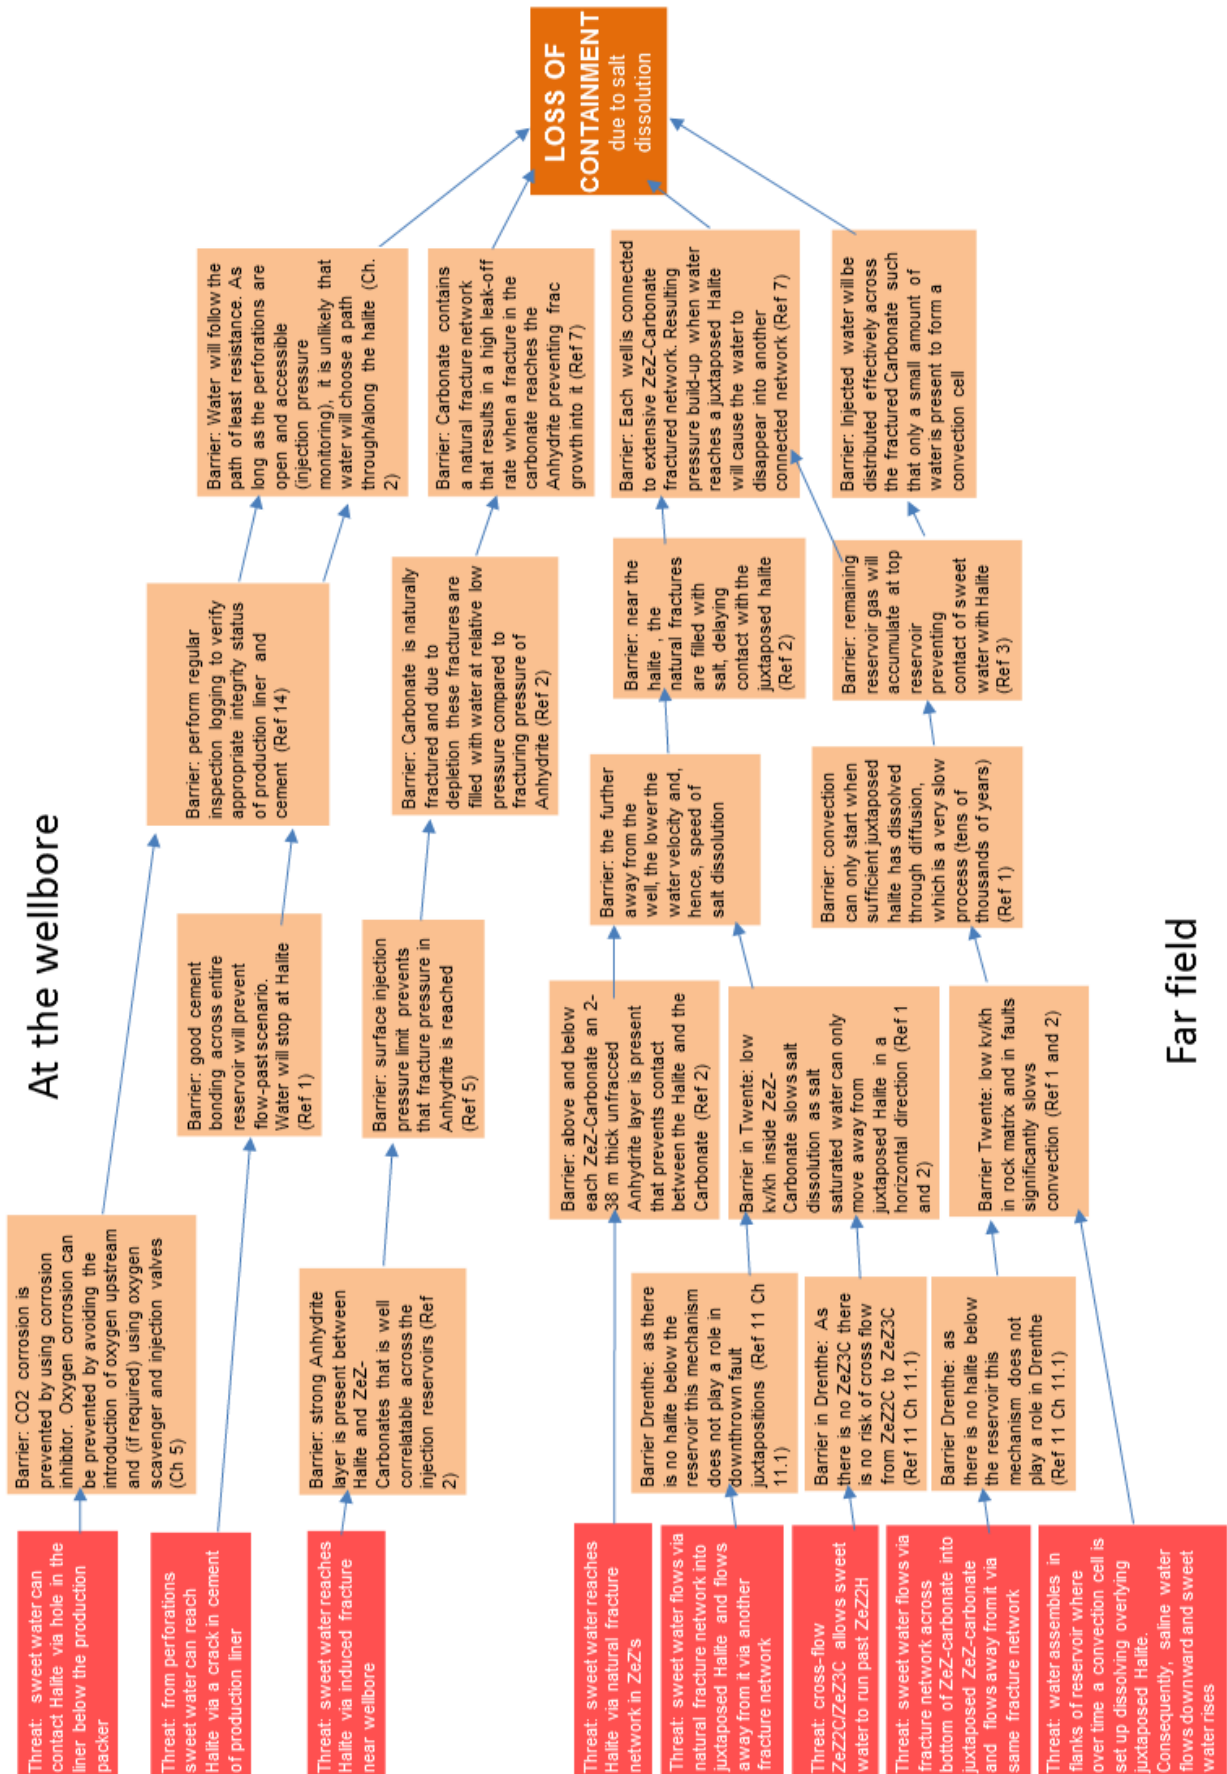 At the wellbore
Threat: sweet water can
contact Halite via hole in the
liner below the production
packer
Barrier: CO2 corrosion is
prevented by using corrosion
inhibitor. Oxygen corrosion can
be prevented by avoiding the
introduction of oxygen upstream
and (if required) using oxygen
scavenger and injection valves
(Ch 5)
Threat: from perforations
sweet water can reach
Halite via a crack in cement
of production liner
Barrier: good cement
bonding across entire
reservoir will prevent
flow-past scenario.
Water will stop at Halite
(Ref 1)
Barrier: perform regular
inspection logging to verify
appropriate integrity status
of production liner and
cement (Ref 14)
Barrier: Water will follow the
path of least resistance. As
long as the perforations are
open and accessible
(injection pressure
monitoring), it is unlikely that
water will choose a path
through/along the halite (Ch.
2)
Threat: sweet water reaches
Halite via induced fracture
near wellbore
Barrier: strong Anhydrite
layer is present between
Halite and ZeZ-
Carbonates that is well
correlatable across the
injection reservoirs (Ref
2)
Barrier: surface injection
pressure limit prevents
that fracture pressure in
Anhydrite is reached
(Ref 5)
Barrier: Carbonate is naturally
fractured and due to
depletion these fractures are
filled with water at relative low
pressure compared to
fracturing pressure of
Anhydrite (Ref 2)
Barrier: Carbonate contains
a natural fracture network
that results in a high leak-off
rate when a fracture in the
carbonate reaches the
Anhydrite preventing frac
growth into it (Ref 7)
LOSS OF
CONTAINMENT
due to salt
dissolution
Threat: sweet water reaches
Halite via natural fracture
network in ZeZ's
Barrier: above and below
each ZeZ-Carbonate an 2-
38 m thick unfracced
Anhydrite layer is present
that prevents contact
between the Halite and the
Carbonate (Ref 2)
Barrier: the further
away from the
well, the lower the
water velocity and,
hence, speed of
salt dissolution
Barrier: near the
halite , the
natural fractures
are filled with
salt, delaying
contact with the
juxtaposed halite
(Ref 2)
Barrier: Each well is connected
to extensive ZeZ-Carbonate
fractured network. Resulting
pressure build-up when water
reaches a juxtaposed Halite
will cause the water to
disappear into another
connected network (Ref 7)
Threat: sweet water flows via
natural fracture network into
juxtaposed Halite and flows
away from it via another
fracture network
Barrier Drenthe: as there
is no halite below the
reservoir this mechanism
does not play a role in
downthrown fault
juxtapositions (Ref 11 Ch
11.1)
Barrier in Twente: low
kv/kh inside ZeZ-
Carbonate slows salt
dissolution as salt
saturated water can only
move away from
juxtaposed Halite in a
horizontal direction (Ref 1
and 2)
Threat: cross-flow
ZeZ2C/ZeZ3C allows sweet
water to run past ZeZ2H
Barrier in Drenthe: As
there is no ZeZ3C there
is no risk of cross flow
from ZeZ2C to ZeZ3C
(Ref 11 Ch 11.1)
Threat: sweet water flows via
fracture network across
bottom of ZeZ-carbonate into
juxtaposed ZeZ-carbonate
and flows away from it via
same fracture network
Barrier Drenthe: as
there is no halite below
the reservoir this
mechanism does not
play a role in Drenthe
(Ref 11 Ch 11.1)
Barrier Twente: low kv/kh
in rock matrix and in faults
significantly slows
convection (Ref 1 and 2)
Barrier: convection
can only start when
sufficient juxtaposed
halite has dissolved
through diffusion,
which is a very slow
process (tens of
thousands of years)
(Ref 1)
Barrier: remaining
reservoir gas will
accumulate at top
reservoir
preventing
contact of sweet
water with Halite
(Ref 3)
Barrier: Injected water will be
distributed effectively across
the fractured Carbonate such
that only a small amount of
water is present to form a
convection cell
Threat: water assembles in
flanks of reservoir where
over time a convection cell is
set up dissolving overlying
juxtaposed Halite.
Consequently, saline water
flows downward and sweet
water rises
Far field